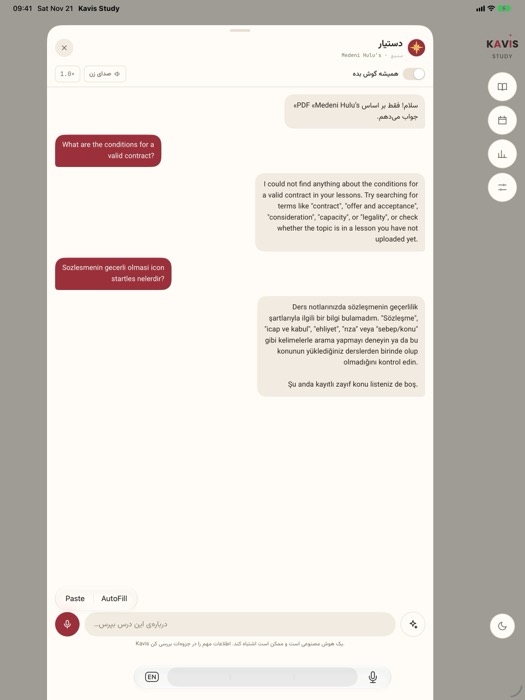 09:41 Sat Nov 21 Kavis Study
KAVIS
STUDY
دستیار
Medeni Hulu's
همیشه گوش بده
صدای زن
1.0×
سلام! فقط بر اساس PDF «Medeni Hulu's»
جواب می‌دهم.
What are the conditions for a
valid contract?
I could not find anything about the conditions for
a valid contract in your lessons. Try searching for
terms like "contract", "offer and acceptance",
"consideration", "capacity", or "legality", or check
whether the topic is in a lesson you have not
uploaded yet.
Sozlesmenin gecerli olmasi icon
startles nelerdir?
Ders notlarınızda sözleşmenin geçerlilik
şartlarıyla ilgili bir bilgi bulamadım. "Sözleşme",
"icap ve kabul", "ehliyet", "rıza" veya "sebep/konu"
gibi kelimelerle arama yapmayı deneyin ya da bu
konunun yüklediğiniz derslerden birinde olup
olmadığını kontrol edin.
Şu anda kayıtlı zayıf konu listeniz de boş.
Paste AutoFill
درباره‌ی این درس بپرس...
Kavis یک هوش مصنوعی است و ممکن است اشتباه کند. اطلاعات مهم را در جزوه‌ات بررسی کن.
EN